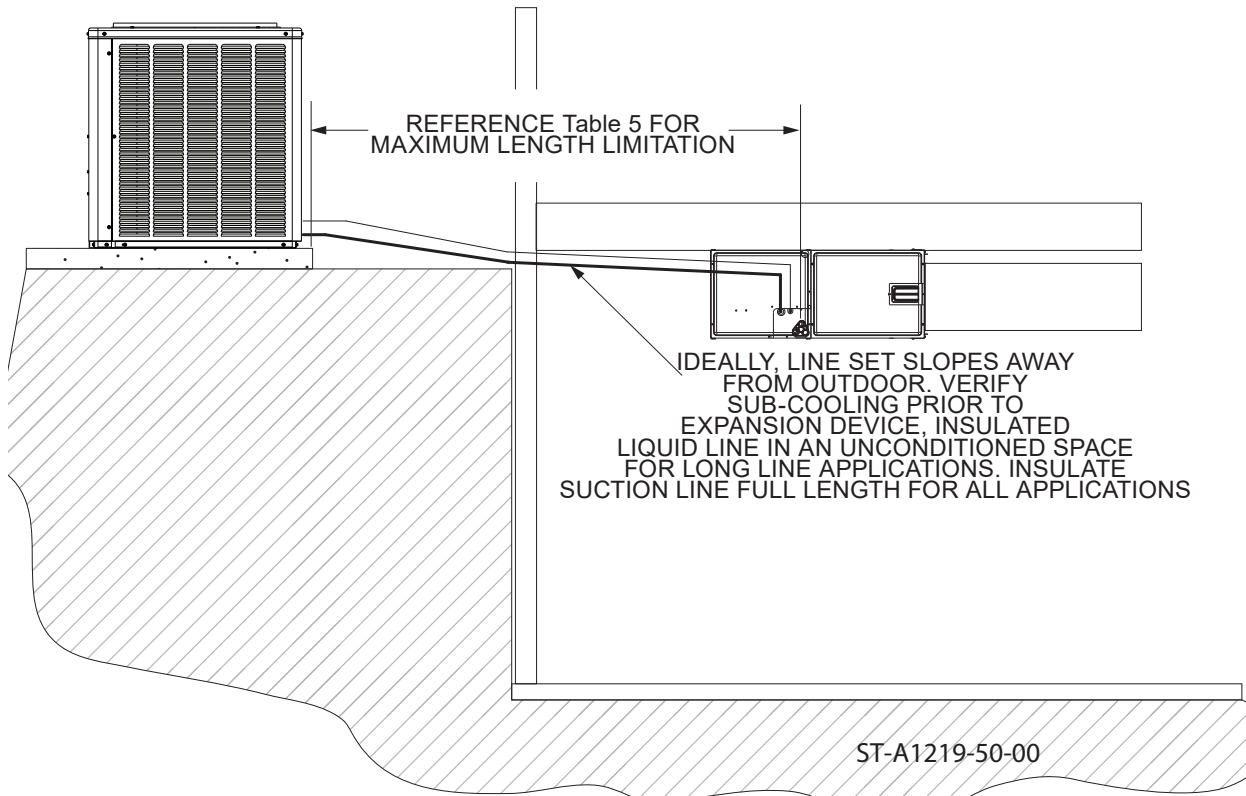 REFERENCE Table 5 FOR
MAXIMUM LENGTH LIMITATION
IDEALLY, LINE SET SLOPES AWAY
FROM OUTDOOR. VERIFY
SUB-COOLING PRIOR TO
EXPANSION DEVICE, INSULATED
LIQUID LINE IN AN UNCONDITIONED SPACE
FOR LONG LINE APPLICATIONS. INSULATE
SUCTION LINE FULL LENGTH FOR ALL APPLICATIONS
ST-A1219-50-00